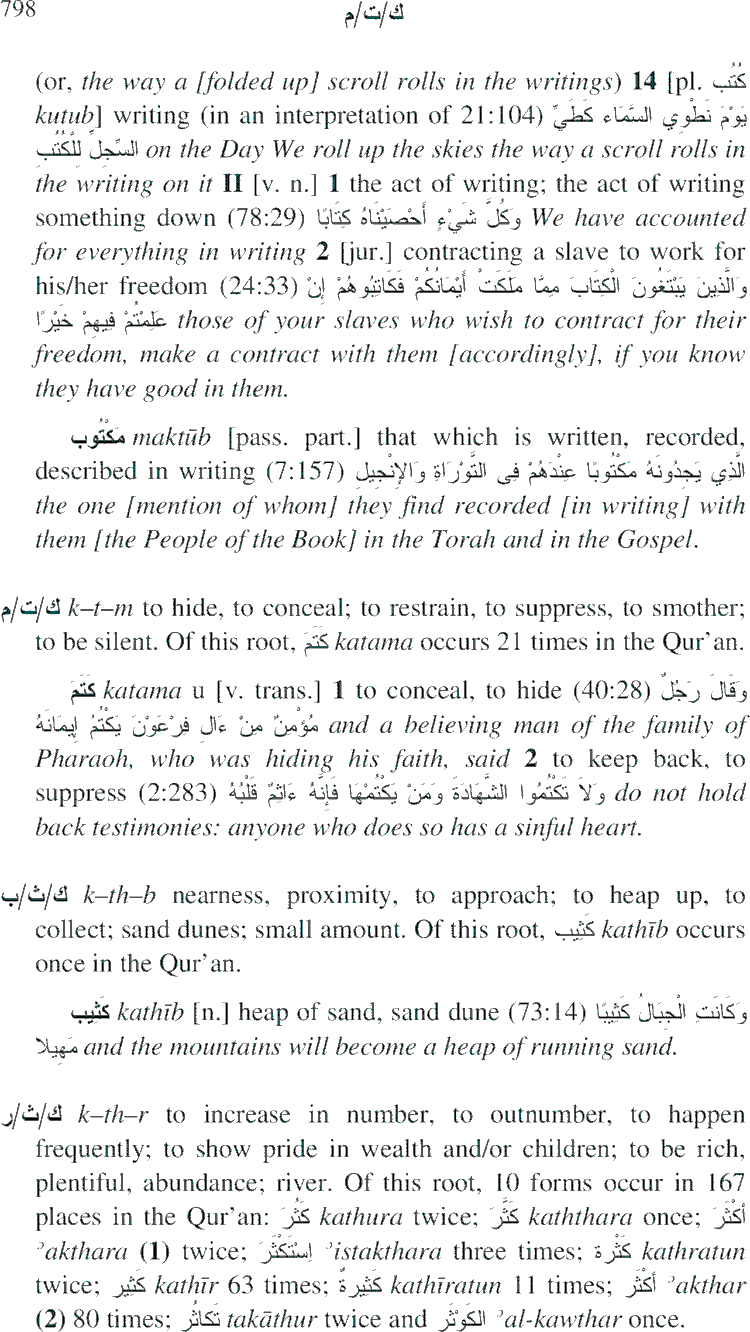 798
ك/ت/م
(or, the way a [folded up] scroll rolls in the writings) 14 [pl. كُتُب
kutub] writing (in an interpretation of 21:104) يَوْمَ نَطْوِي السَّمَاء كَطَيِّ
السِّجِلِّ لِلْكُتُبِ on the Day We roll up the skies the way a scroll rolls in
the writing on it II [v. n.] 1 the act of writing; the act of writing
something down (78:29) وَكُلَّ شَيْءٍ أَحْصَيْنَاهُ كِتَابًا We have accounted
for everything in writing 2 [jur.] contracting a slave to work for
his/her freedom (24:33) وَالَّذِينَ يَبْتَغُونَ الْكِتَابَ مِمَّا مَلَكَتْ أَيْمَانُكُمْ فَكَاتِبُوهُمْ إِنْ
عَلِمْتُمْ فِيهِمْ خَيْرًا those of your slaves who wish to contract for their
freedom, make a contract with them [accordingly], if you know
they have good in them.
مَكْتُوب maktūb [pass. part.] that which is written, recorded,
described in writing (7:157) الَّذِي يَجِدُونَهُ مَكْتُوبًا عِنْدَهُمْ فِى التَّوْرَاةِ وَالإِنْجِيلِ
the one [mention of whom] they find recorded [in writing] with
them [the People of the Book] in the Torah and in the Gospel.
ك/ت/م k–t–m to hide, to conceal; to restrain, to suppress, to smother;
to be silent. Of this root, كَتَمَ katama occurs 21 times in the Qur'an.
كَتَمَ katama u [v. trans.] 1 to conceal, to hide (40:28) وَقَالَ رَجُلٌ
مُؤْمِنٌ مِنْ ءَالِ فِرْعَوْنَ يَكْتُمُ إِيمَانَهُ and a believing man of the family of
Pharaoh, who was hiding his faith, said 2 to keep back, to
suppress (2:283) وَلاَ تَكْتُمُوا الشَّهَادَةَ وَمَنْ يَكْتُمْهَا فَإِنَّهُ ءَاثِمٌ قَلْبُهُ do not hold
back testimonies: anyone who does so has a sinful heart.
ك/ث/ب k–th–b nearness, proximity, to approach; to heap up, to
collect; sand dunes; small amount. Of this root, كَثِيب kathīb occurs
once in the Qur'an.
كَثِيب kathīb [n.] heap of sand, sand dune (73:14) وَكَانَتِ الْجِبَالُ كَثِيبًا
مَهِيلا and the mountains will become a heap of running sand.
ك/ث/ر k–th–r to increase in number, to outnumber, to happen
frequently; to show pride in wealth and/or children; to be rich,
plentiful, abundance; river. Of this root, 10 forms occur in 167
places in the Qur'an: كَثُرَ kathura twice; كَثَّرَ kaththara once; أَكْثَرَ
ʾakthara (1) twice; إِسْتَكْثَرَ ʾistakthara three times; كَثْرة kathratun
twice; كَثِير kathīr 63 times; كَثِيرةٌ kathīratun 11 times; أَكْثَر ʾakthar
(2) 80 times; تَكَاثُر takāthur twice and الكَوْثَر ʾal-kawthar once.